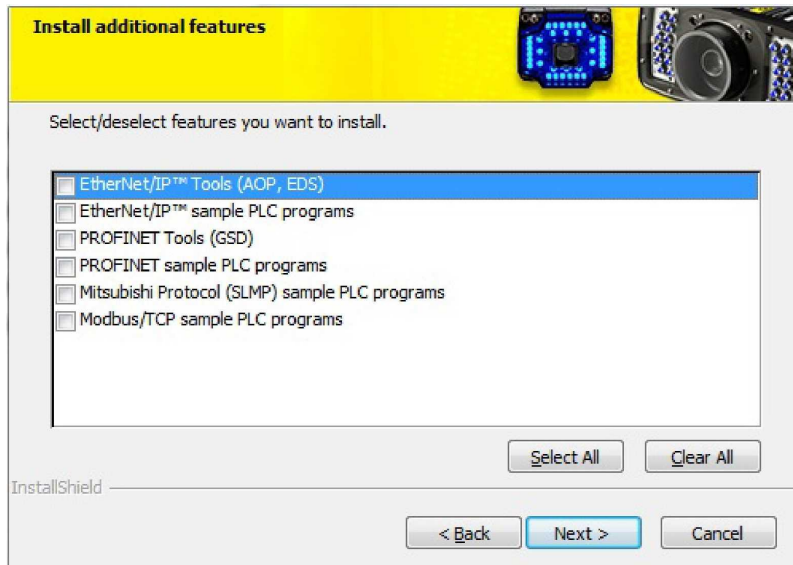 Install additional features
Select/deselect features you want to install.
EtherNet/IP™ Tools (AOP, EDS)
EtherNet/IP™ sample PLC programs
PROFINET Tools (GSD)
PROFINET sample PLC programs
Mitsubishi Protocol (SLMP) sample PLC programs
Modbus/TCP sample PLC programs
Select All Clear All
InstallShield
< Back Next > Cancel